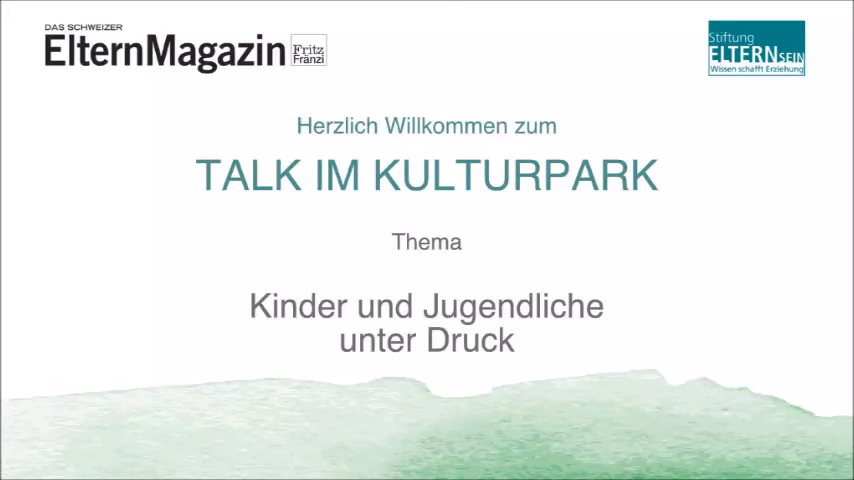 DAS SCHWEIZER
ElternMagazin
Fritz
Fränzi
Stiftung
ELTERNSEIN
Wissen schafft Erziehung
Herzlich Willkommen zum
TALK IM KULTURPARK
Thema
Kinder und Jugendliche
unter Druck